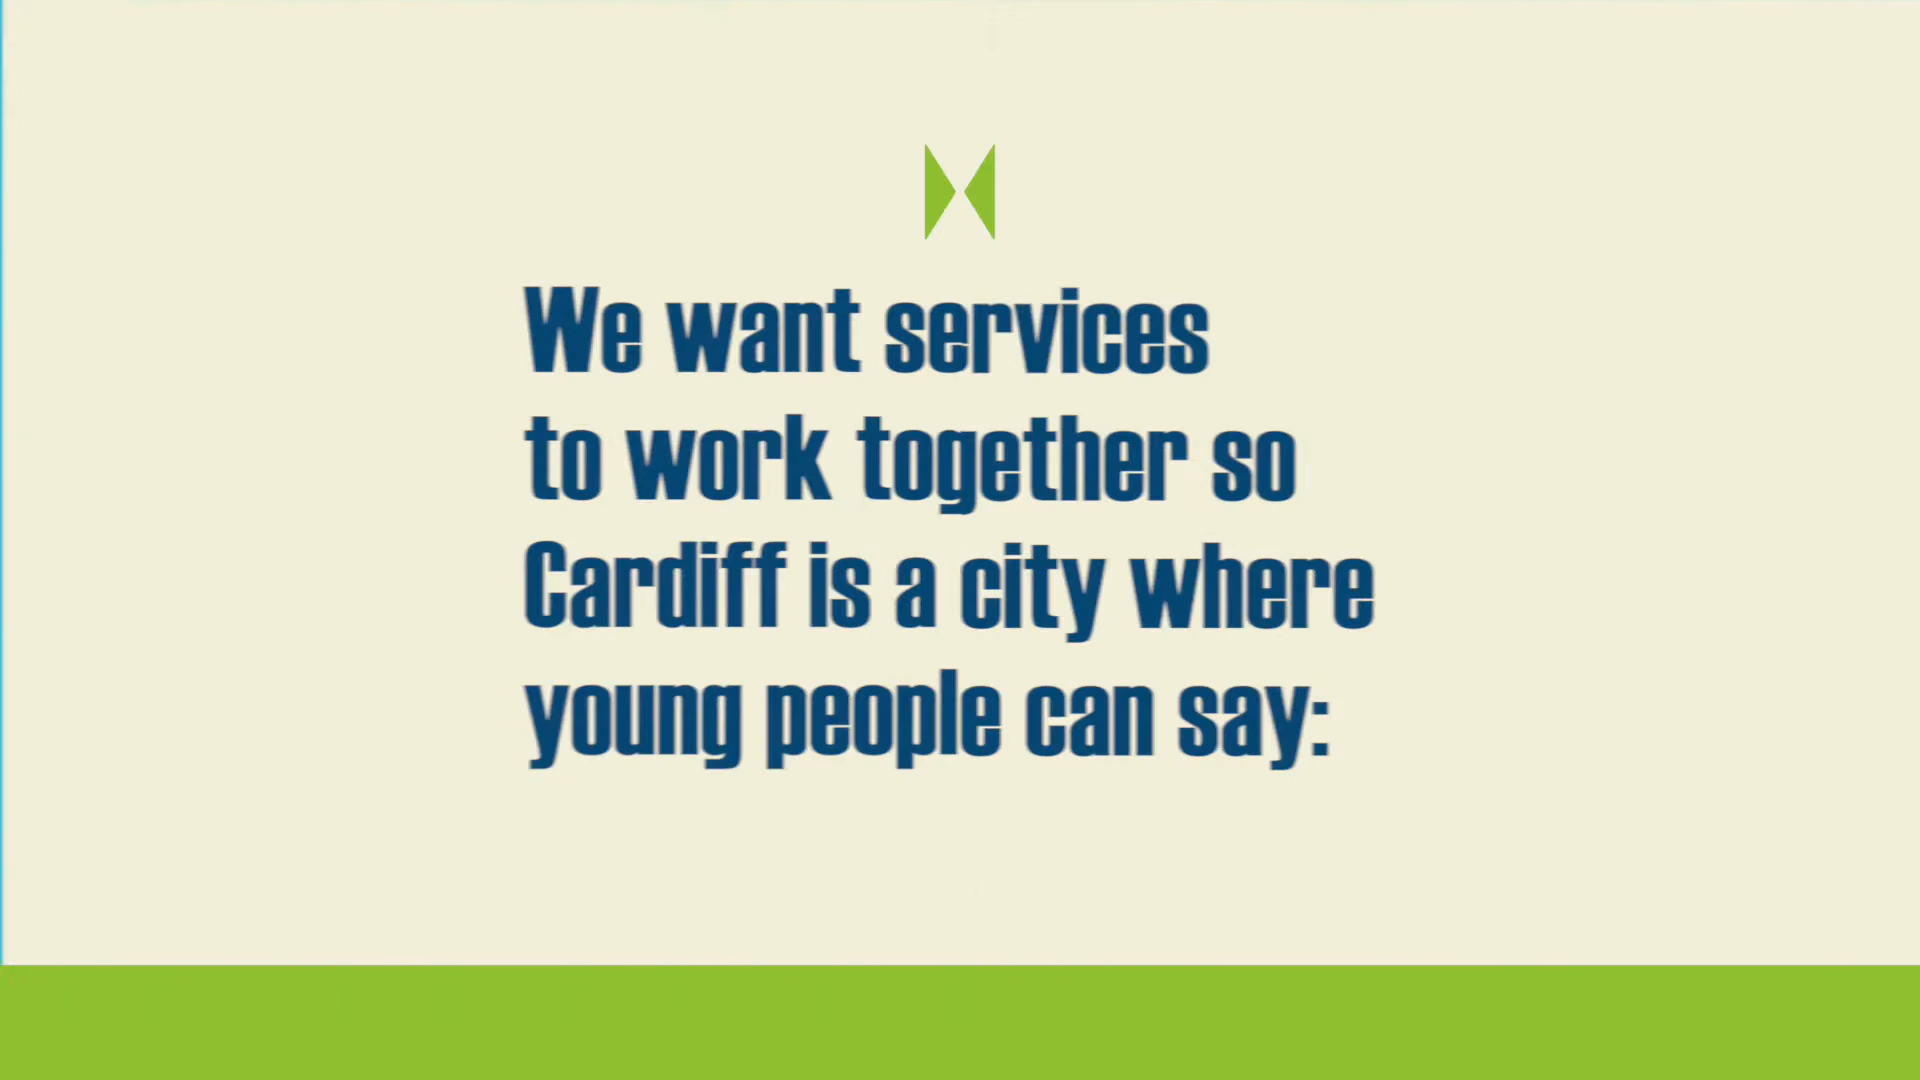 We want services
to work together so
Cardiff is a city where
young people can say: